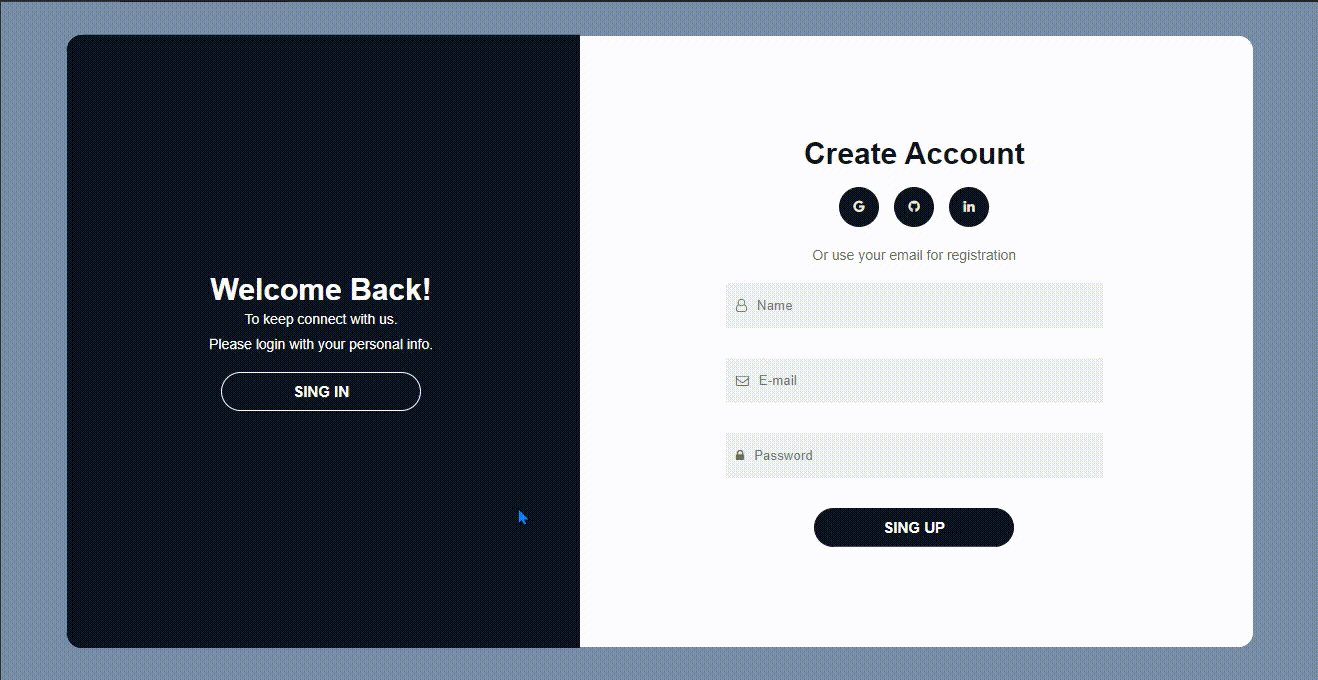 Welcome Back!
To keep connect with us.
Please login with your personal info.
SING IN
Create Account
G in
Or use your email for registration
Name
E-mail
Password
SING UP